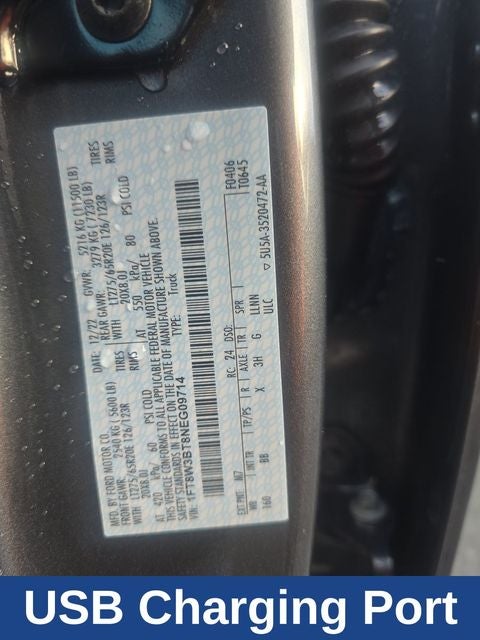 MFD. BY FORD MOTOR CO.
DATE: 12/22 GVWR: 5216 KG (11500 LB)
FRONT GAWR: 2540 KG (5600 LB) REAR GAWR: 3279 KG (7230 LB)
LT275/65R20E 126/123R TIRES WITH LT275/65R20E 126/123R TIRES
20X8.0J RIMS 20X8.0J RIMS
AT 420 kPa/ 60 PSI COLD AT 550 kPa/ 80 PSI COLD
THIS VEHICLE CONFORMS TO ALL APPLICABLE FEDERAL MOTOR VEHICLE
SAFETY STANDARDS IN EFFECT ON THE DATE OF MANUFACTURE SHOWN ABOVE.
VIN: 1FT8W3BT8NEG09714 TYPE: Truck
F0406
T0645
EXT PNT: M7 RC: 24 DSO:
WB INT TR TP/PS R AXLE TR SPR
160 BB X 3H G LLNN
ULC
▽ 5U5A-3520472-AA
USB Charging Port